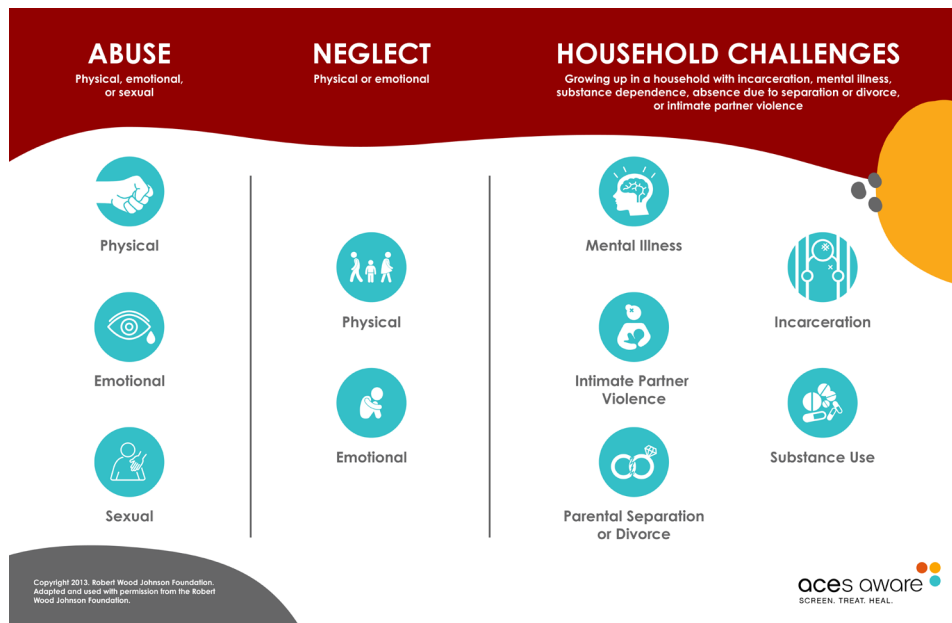 ABUSE
Physical, emotional,
or sexual
NEGLECT
Physical or emotional
HOUSEHOLD CHALLENGES
Growing up in a household with incarceration, mental illness,
substance dependence, absence due to separation or divorce,
or intimate partner violence
Physical
Emotional
Sexual
Physical
Emotional
Mental Illness
Intimate Partner
Violence
Parental Separation
or Divorce
Incarceration
Substance Use
Copyright 2013. Robert Wood Johnson Foundation.
Adapted and used with permission from the Robert
Wood Johnson Foundation.
aces aware
SCREEN. TREAT. HEAL.